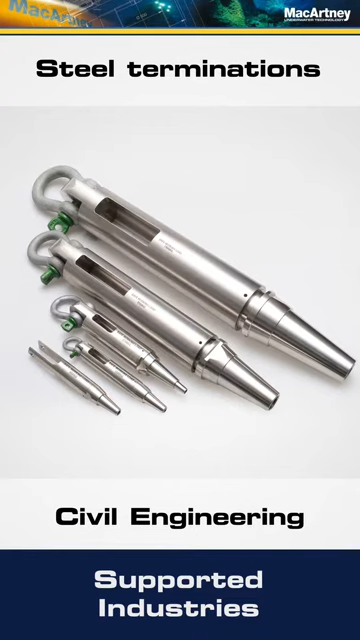 MacArtney
MacArtney
UNDERWATER TECHNOLOGY
Steel terminations
Civil Engineering
Supported
Industries